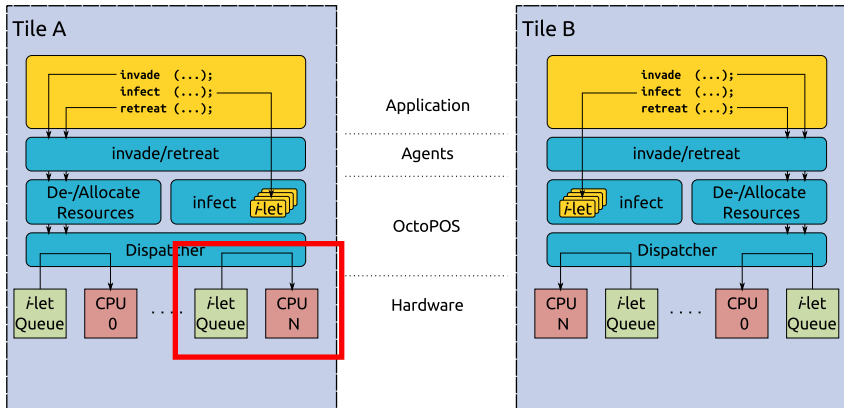 Tile A
invade (...);
infect (...);
retreat (...);
invade/retreat
De-/Allocate
Resources
infect
i-let
Dispatcher
i-let
Queue
CPU
0
. . . .
i-let
Queue
CPU
N
Application
Agents
OctoPOS
Hardware
Tile B
invade (...);
infect (...);
retreat (...);
invade/retreat
i-let
infect
De-/Allocate
Resources
Dispatcher
CPU
N
i-let
Queue
. . . .
CPU
0
i-let
Queue